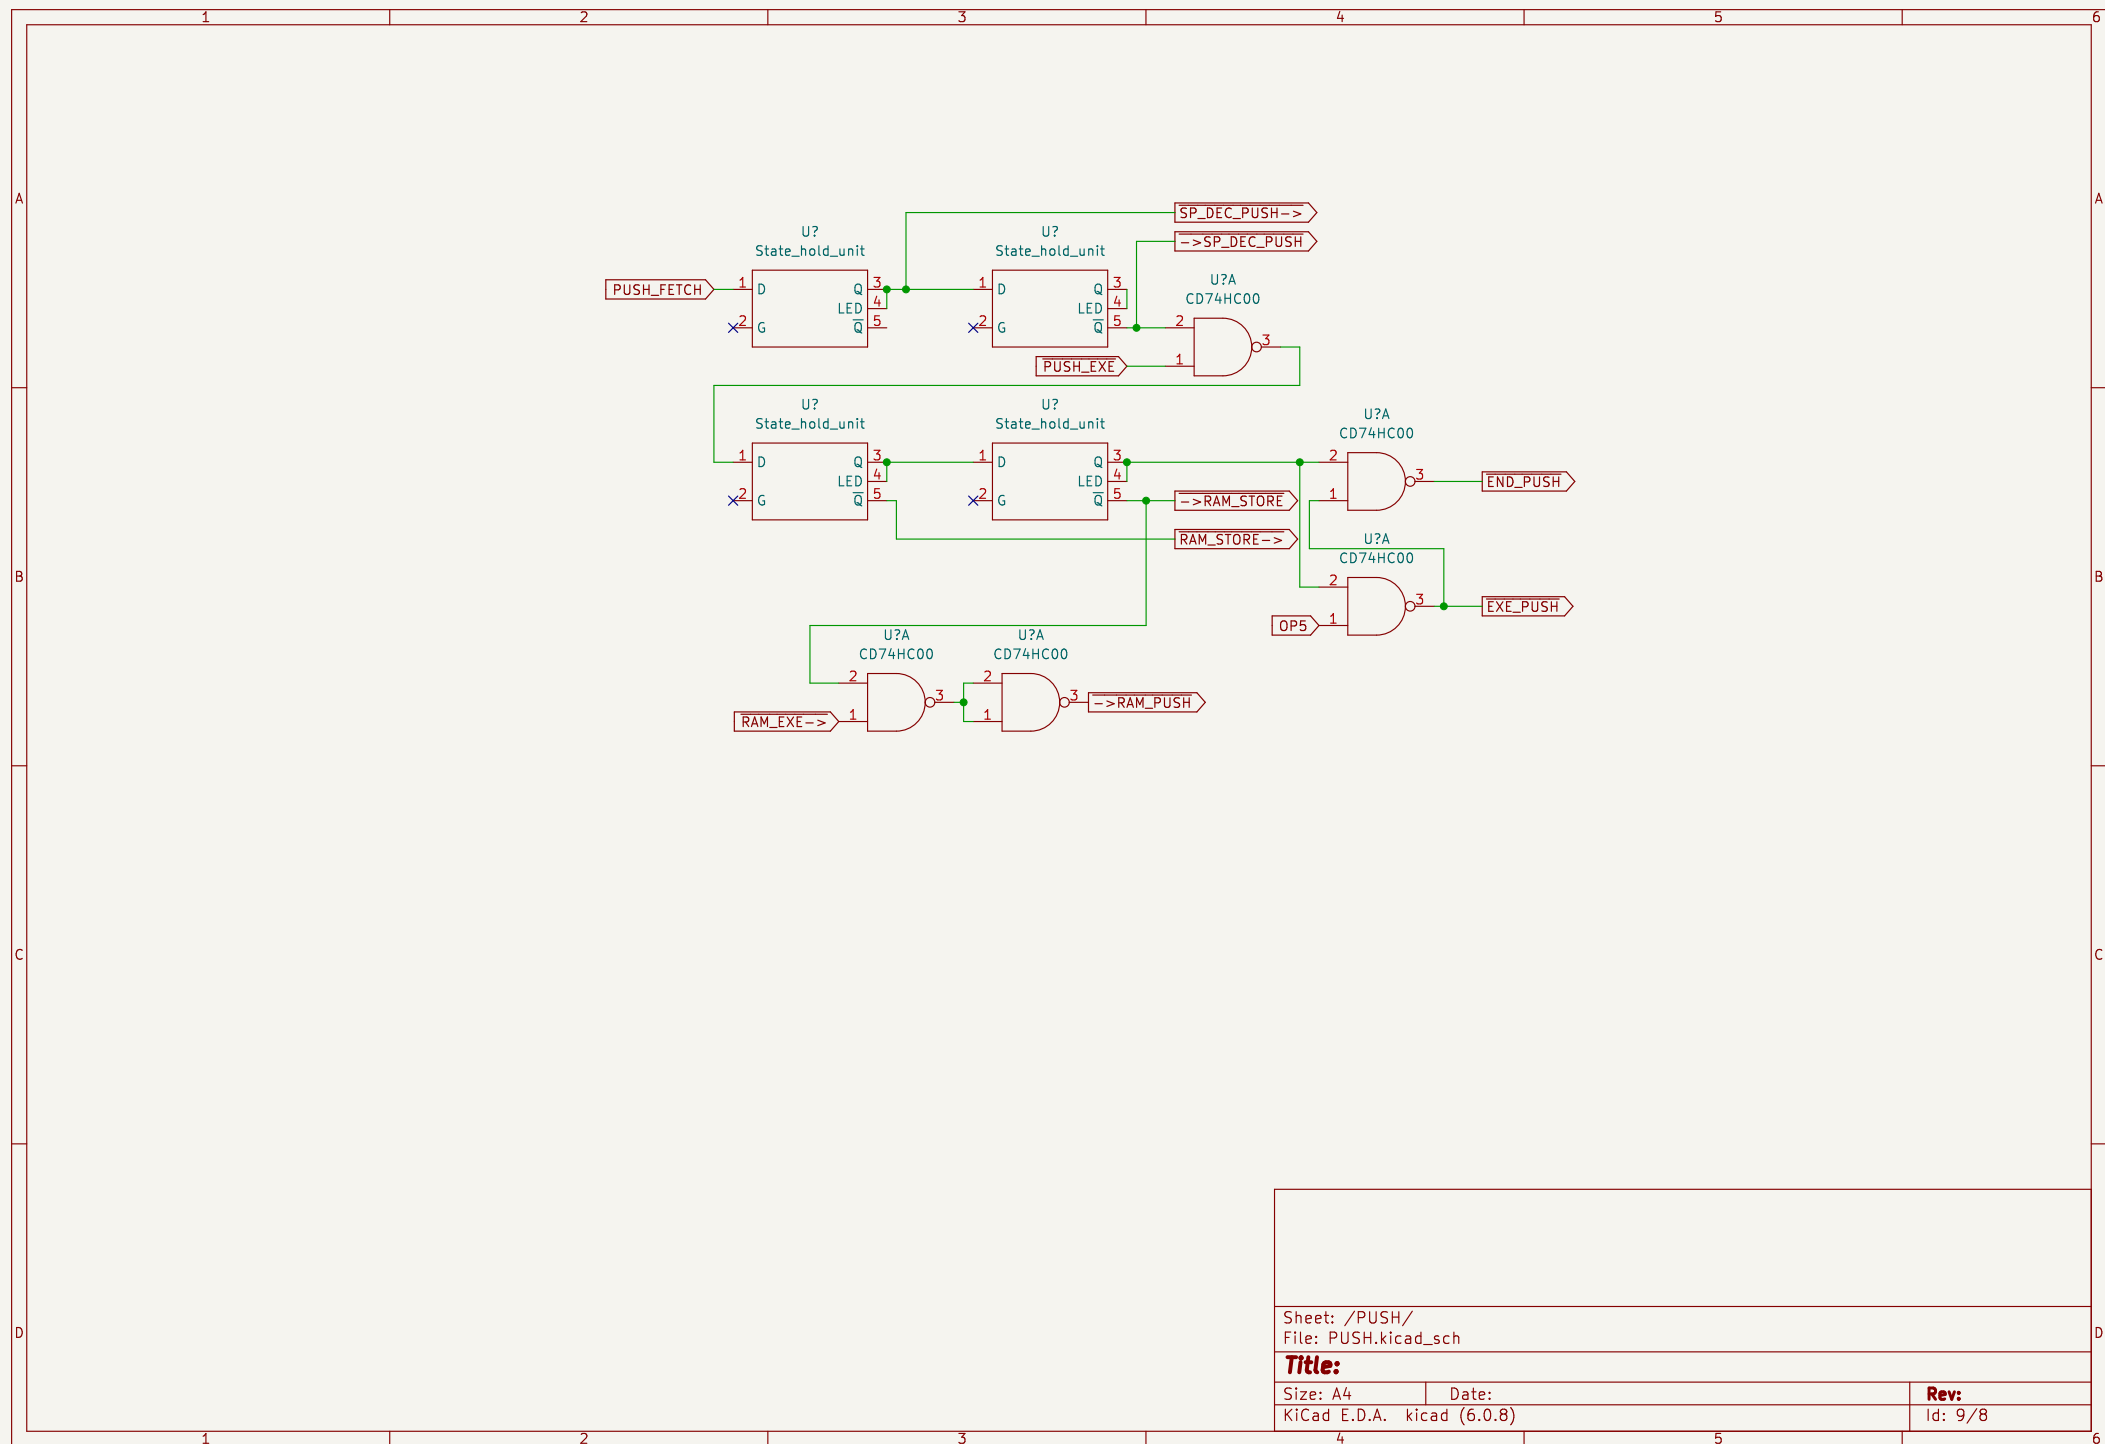 1 2 3 4 5 6
A A
SP_DEC_PUSH->
U? U?
->SP_DEC_PUSH
State_hold_unit State_hold_unit
U?A
PUSH_FETCH 1 D Q 3 1 D Q 3
CD74HC00
LED 4 LED 4
2 G Q 5 2 G Q 5 2
3
PUSH_EXE 1
U? U?
U?A
State_hold_unit State_hold_unit
CD74HC00
1 D Q 3 1 D Q 3 2
LED 4 LED 4 3 END_PUSH
2 G Q 5 2 G Q 5 ->RAM_STORE 1
RAM_STORE-> U?A
CD74HC00
B B
2
3 EXE_PUSH
OP5 1
U?A U?A
CD74HC00 CD74HC00
2 2
3 3 ->RAM_PUSH
RAM_EXE-> 1 1
C C
Sheet: /PUSH/
D D
File: PUSH.kicad_sch
Title:
Size: A4 Date: Rev:
KiCad E.D.A. kicad (6.0.8) Id: 9/8
1 2 3 4 5 6